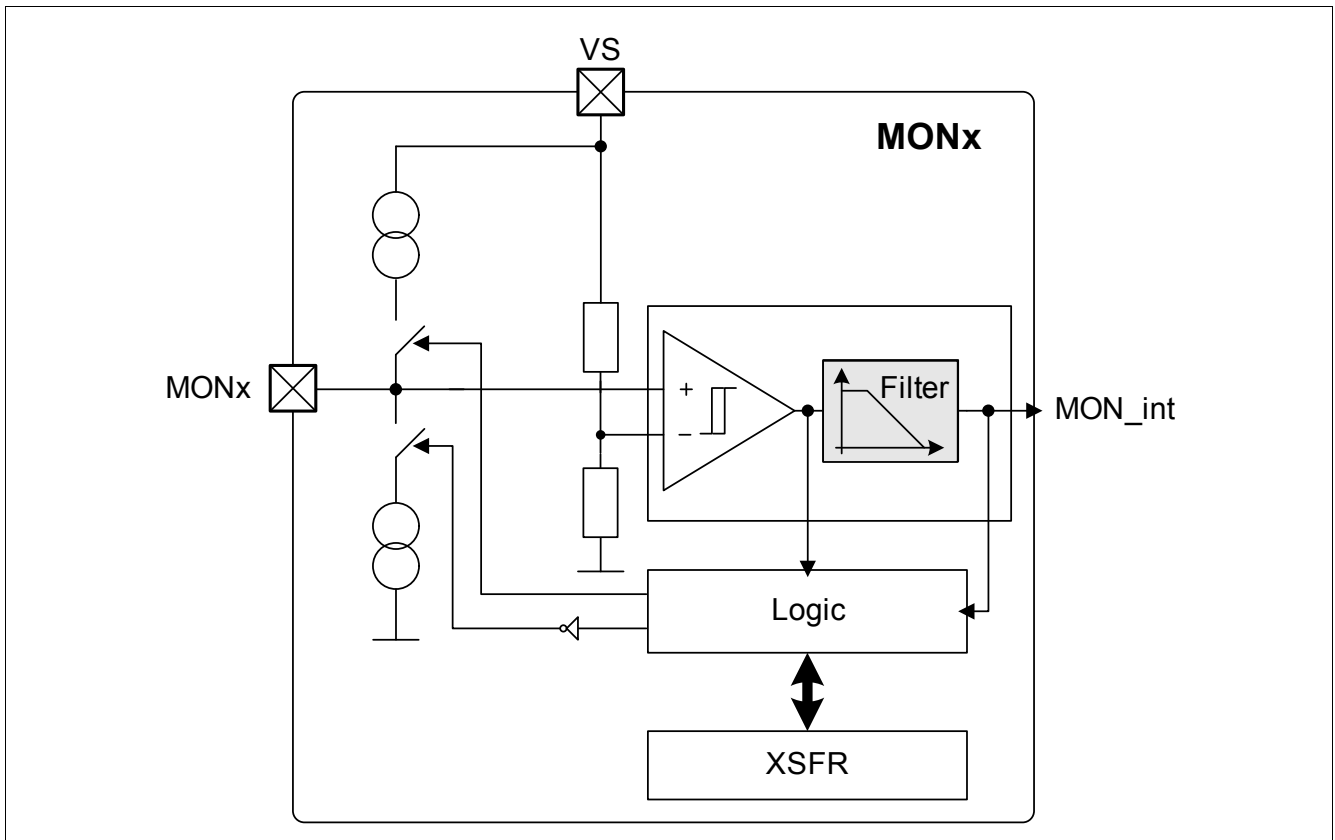 VS
MONx
MONx
+
-
Filter
MON_int
Logic
XSFR